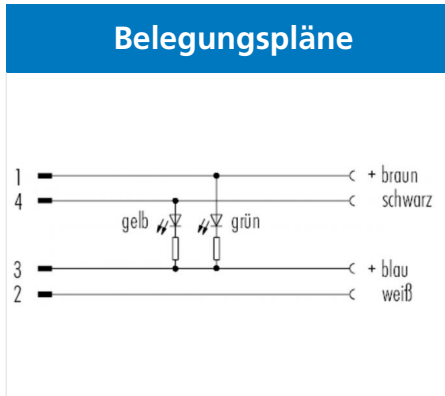 Belegungspläne
1 + braun
4 schwarz
gelb grün
3 + blau
2 weiß